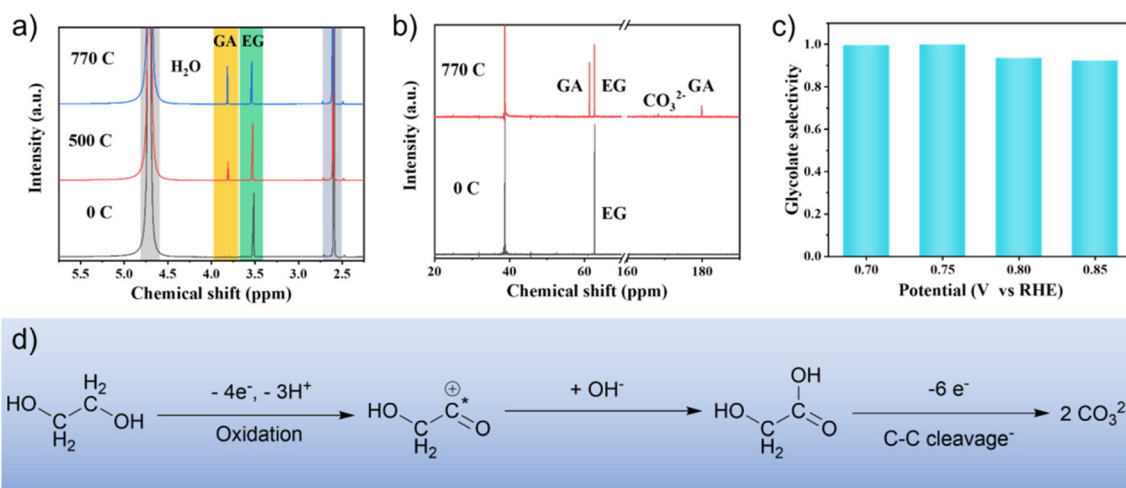 a)
GA EG
770 C
H₂O
500 C
0 C
Intensity (a.u.)
5.5 5.0 4.5 4.0 3.5 3.0 2.5
Chemical shift (ppm)
b)
770 C
GA
EG
CO₃²⁻
GA
0 C
EG
Intensity (a.u.)
20 40 60 160 180
Chemical shift (ppm)
c)
1.0
0.8
0.6
0.4
0.2
0.0
Glycolate selectivity
0.70 0.75 0.80 0.85
Potential (V vs RHE)
d)
HO C H₂ H₂ C OH
- 4e⁻, - 3H⁺
Oxidation
HO C H₂ ⊕ C * O
+ OH⁻
HO C H₂ OH C O
-6 e⁻
C-C cleavage⁻
2 CO₃²